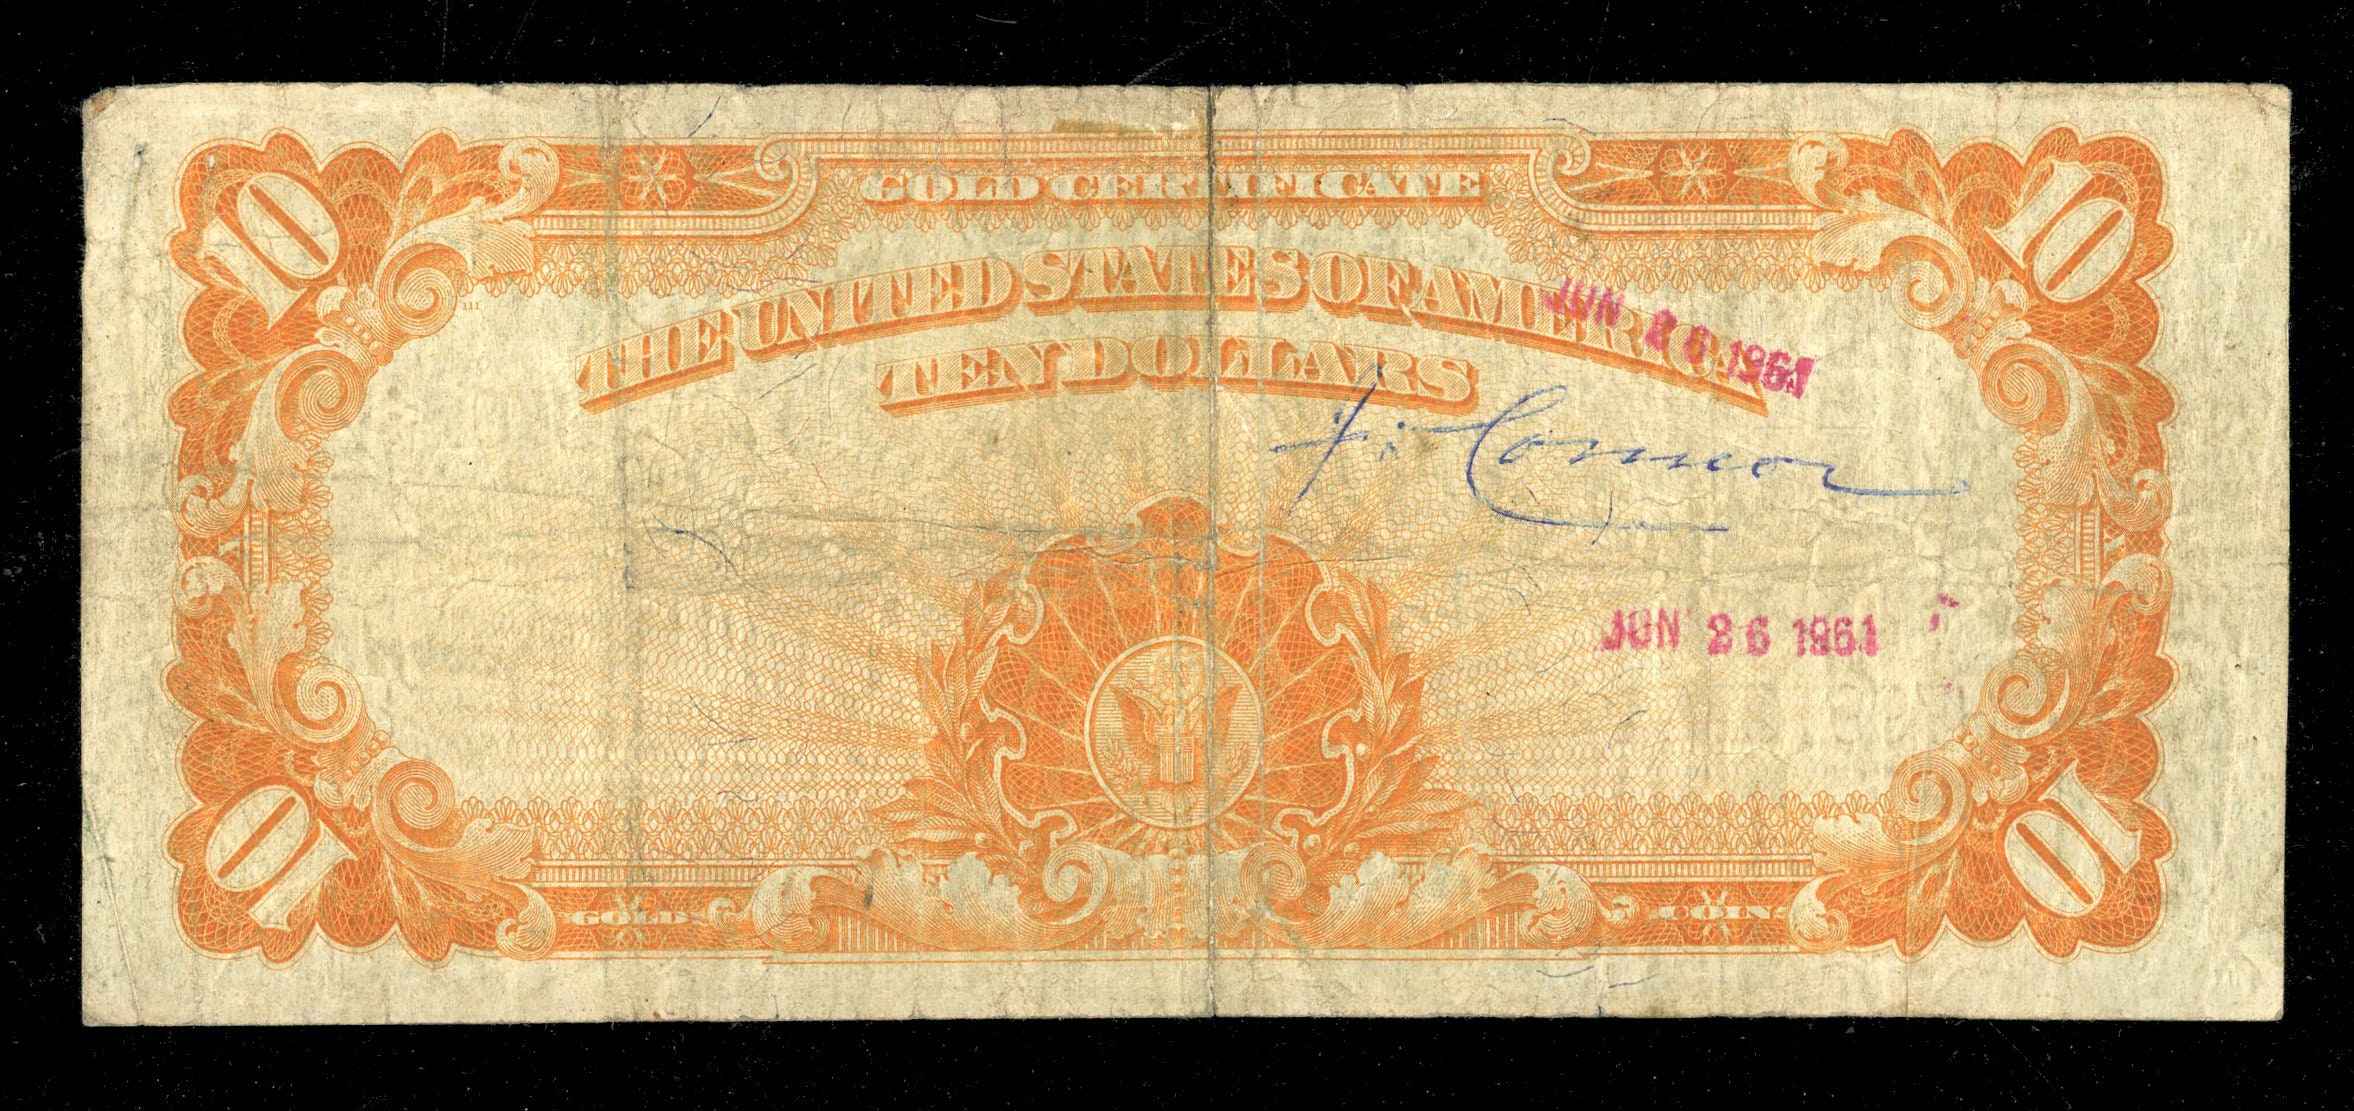 10
10
GOLD CERTIFICATE
THE UNITED STATES OF AMERICA
111
TEN DOLLARS
JUN 26 1961
JUN 26 1961
10
10
GOLD
COIN